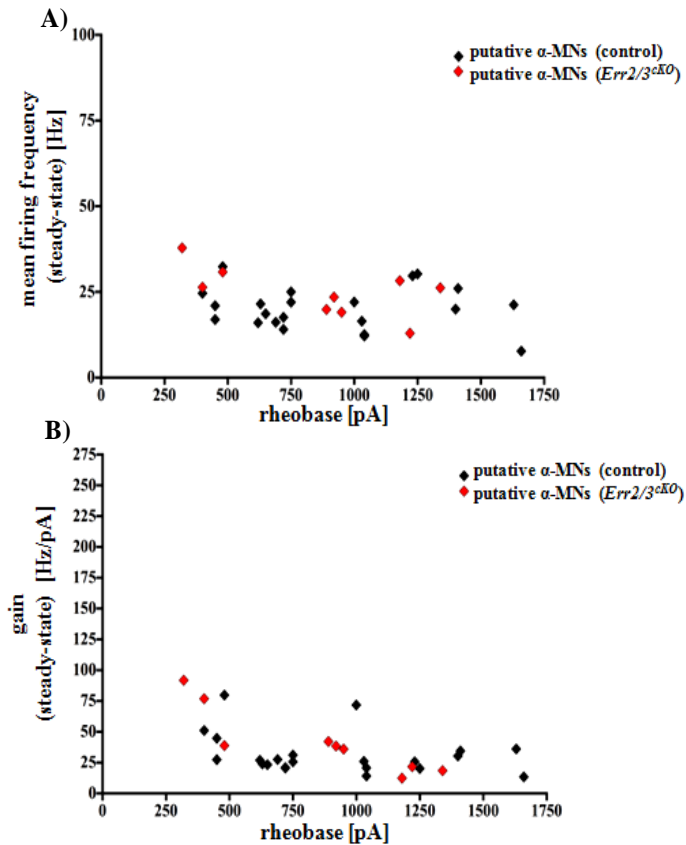 A)
100
75
50
25
0
mean firing frequency
(steady-state) [Hz]
putative α-MNs (control)
putative α-MNs (Err2/3cKO)
0 250 500 750 1000 1250 1500 1750
rheobase [pA]
B)
275
250
225
200
175
150
125
100
75
50
25
0
gain
(steady-state) [Hz/pA]
putative α-MNs (control)
putative α-MNs (Err2/3cKO)
0 250 500 750 1000 1250 1500 1750
rheobase [pA]